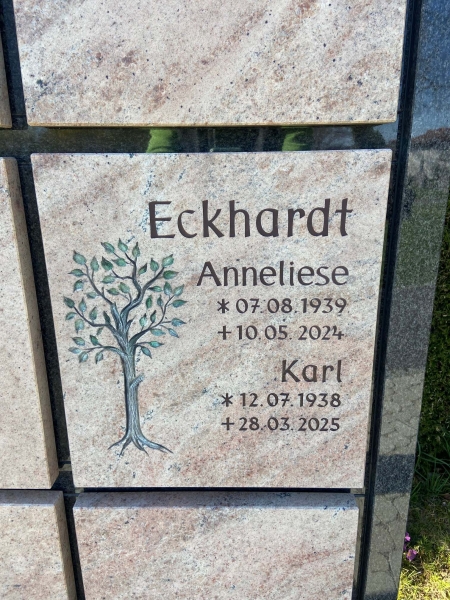 Eckhardt
Anneliese
* 07.08.1939
+ 10.05.2024
Karl
* 12.07.1938
+ 28.03.2025